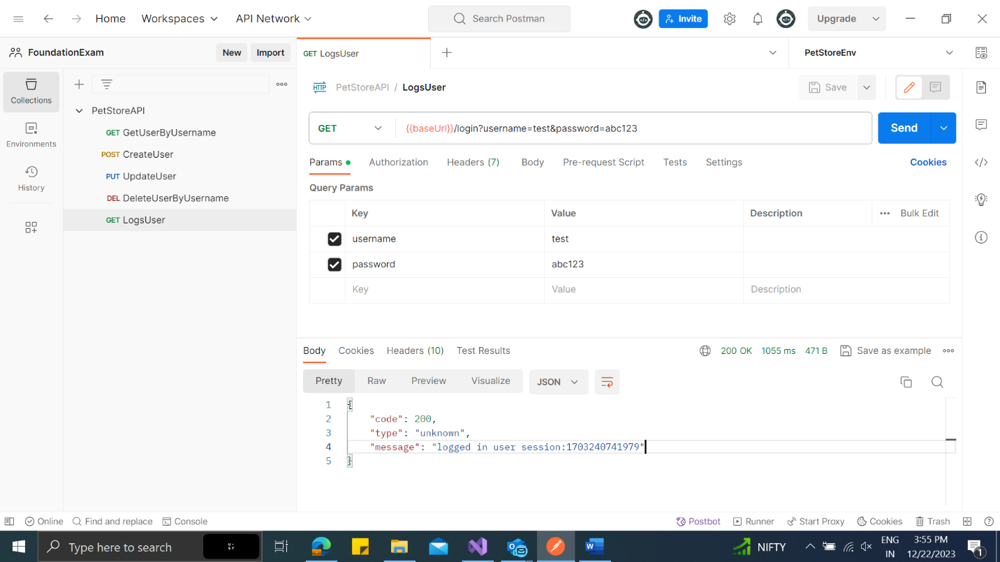 Home Workspaces API Network Search Postman Invite Upgrade
FoundationExam New Import GET LogsUser PetStoreEnv
HTTP PetStoreAPI / LogsUser Save
Collections
PetStoreAPI
GET GetUserByUsername
GET {{baseUrl}}/login?username=test&password=abc123 Send
Environments
POST CreateUser
PUT UpdateUser
Params Authorization Headers (7) Body Pre-request Script Tests Settings Cookies
History
DEL DeleteUserByUsername
Query Params
GET LogsUser
Key Value Description Bulk Edit
username test
password abc123
Key Value Description
Body Cookies Headers (10) Test Results 200 OK 1055 ms 471 B Save as example
Pretty Raw Preview Visualize JSON
1 {
2 "code": 200,
3 "type": "unknown",
4 "message": "logged in user session:1703240741979"
5 }
Online Find and replace Console Postbot Runner Start Proxy Cookies Trash
Type here to search NIFTY ENG 3:55 PM
IN 12/22/2023 1